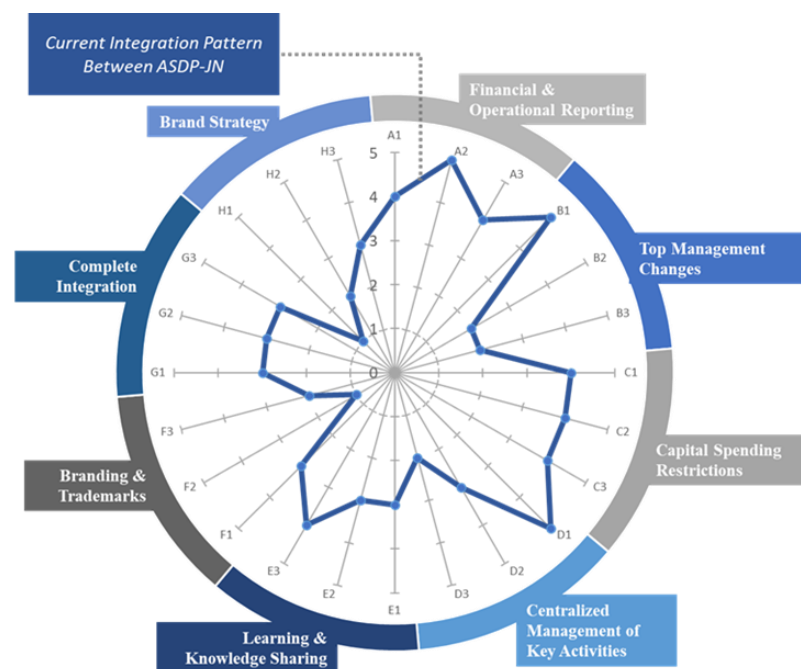 Current Integration Pattern
Between ASDP-JN
Financial &
Operational Reporting
Brand Strategy
Top Management
Changes
Complete
Integration
Capital Spending
Restrictions
Branding &
Trademarks
Centralized
Management of
Key Activities
Learning &
Knowledge Sharing
A1
A2
A3
B1
B2
B3
C1
C2
C3
D1
D2
D3
E1
E2
E3
F1
F2
F3
G1
G2
G3
H1
H2
H3
5
4
3
2
1
0